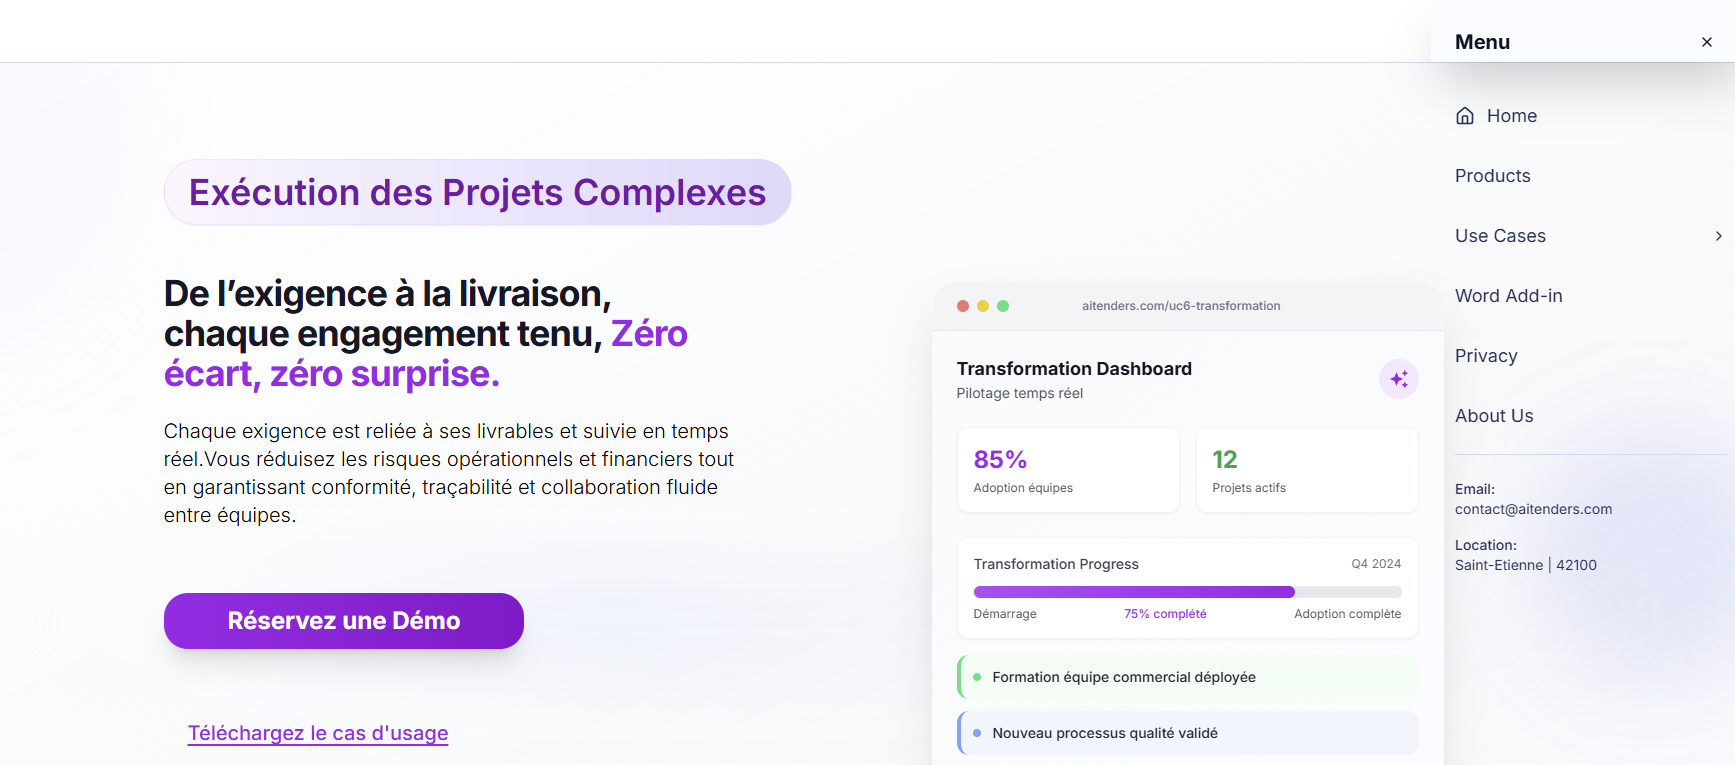 Menu
Home
Products
Use Cases
Word Add-in
Privacy
About Us
Email:
contact@aitenders.com
Location:
Saint-Etienne | 42100
Exécution des Projets Complexes
De l’exigence à la livraison,
chaque engagement tenu, Zéro
écart, zéro surprise.
Chaque exigence est reliée à ses livrables et suivie en temps
réel.Vous réduisez les risques opérationnels et financiers tout
en garantissant conformité, traçabilité et collaboration fluide
entre équipes.
Réservez une Démo
Téléchargez le cas d'usage
aitenders.com/uc6-transformation
Transformation Dashboard
Pilotage temps réel
85%
Adoption équipes
12
Projets actifs
Transformation Progress
Q4 2024
Démarrage
75% complété
Adoption complète
Formation équipe commercial déployée
Nouveau processus qualité validé